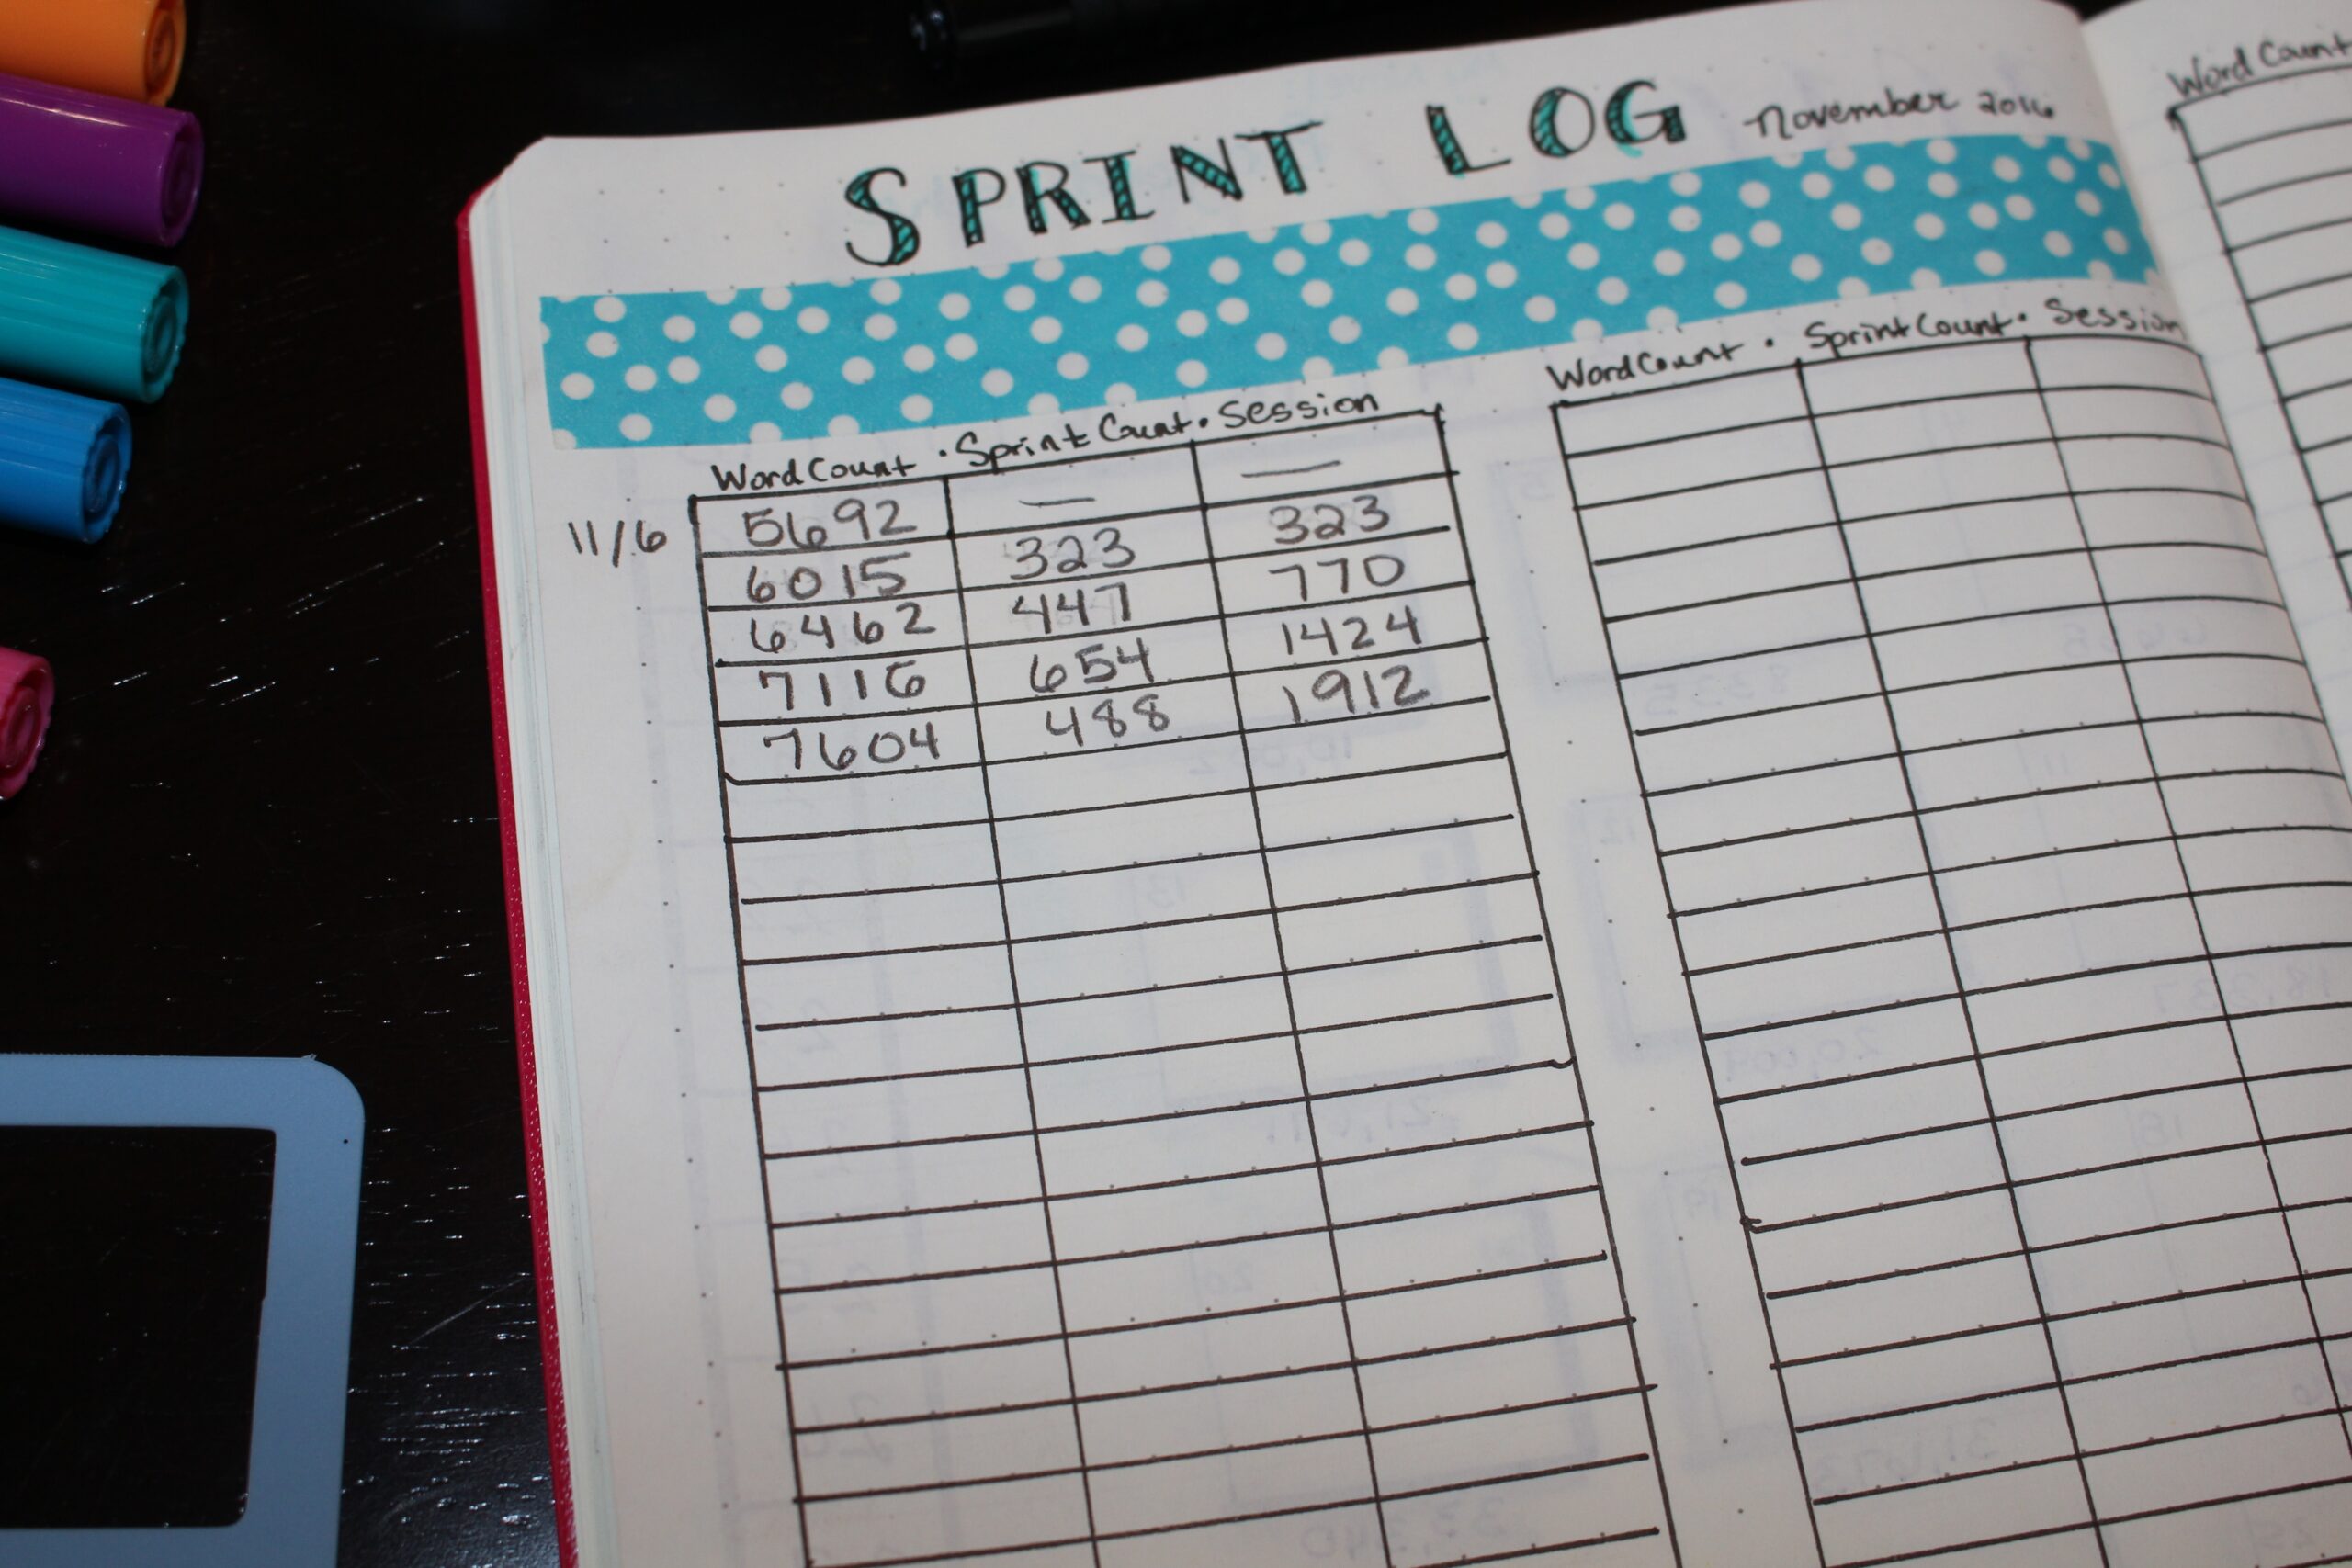 SPRINT LOG November 2016
Word Count · Sprint Count · Session
11/6 5692 — —
6015 323 323
6462 447 770
7116 654 1424
7604 488 1912
Word Count · Sprint Count · Session
Word Count